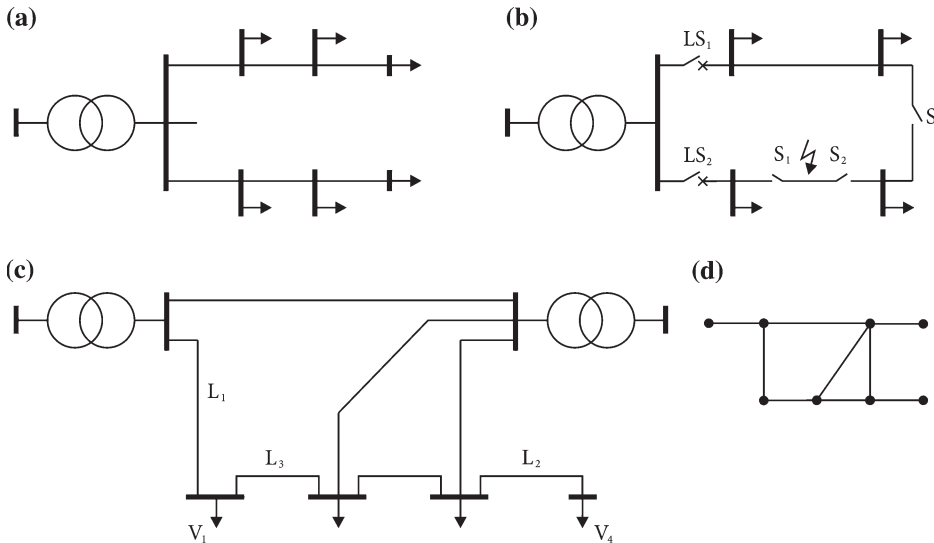 (a)
(b)
LS₁
S
LS₂
S₁
S₂
(c)
(d)
L₁
L₃
L₂
V₁
V₄